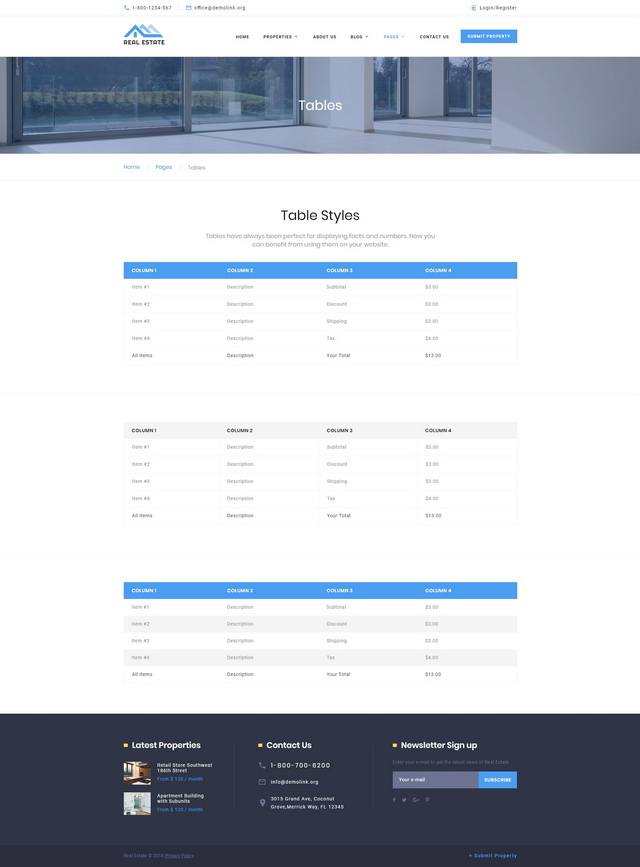 1-800-1234-567
office@demolink.org
Login/Register
REAL ESTATE
HOME
PROPERTIES
ABOUT US
BLOG
PAGES
CONTACT US
SUBMIT PROPERTY
Tables
Home
Pages
Tables
Table Styles
Tables have always been perfect for displaying facts and numbers. Now you
can benefit from using them on your website.
COLUMN 1 COLUMN 2 COLUMN 3 COLUMN 4
Item #1 Description Subtotal $3.00
Item #2 Description Discount $3.00
Item #3 Description Shipping $3.00
Item #4 Description Tax $4.00
All Items Description Your Total $13.00
COLUMN 1 COLUMN 2 COLUMN 3 COLUMN 4
Item #1 Description Subtotal $3.00
Item #2 Description Discount $3.00
Item #3 Description Shipping $3.00
Item #4 Description Tax $4.00
All Items Description Your Total $13.00
COLUMN 1 COLUMN 2 COLUMN 3 COLUMN 4
Item #1 Description Subtotal $3.00
Item #2 Description Discount $3.00
Item #3 Description Shipping $3.00
Item #4 Description Tax $4.00
All Items Description Your Total $13.00
Latest Properties
Retail Store Southwest
186th Street
From $ 130 / month
Apartment Building
with Subunits
From $ 130 / month
Contact Us
1-800-700-6200
info@demolink.org
3015 Grand Ave, Coconut
Grove,Merrick Way, FL 12345
Newsletter Sign up
Enter your e-mail to get the latest news of Real Estate
Your e-mail
SUBSCRIBE
Real Estate © 2018 Privacy Policy
+ Submit Property